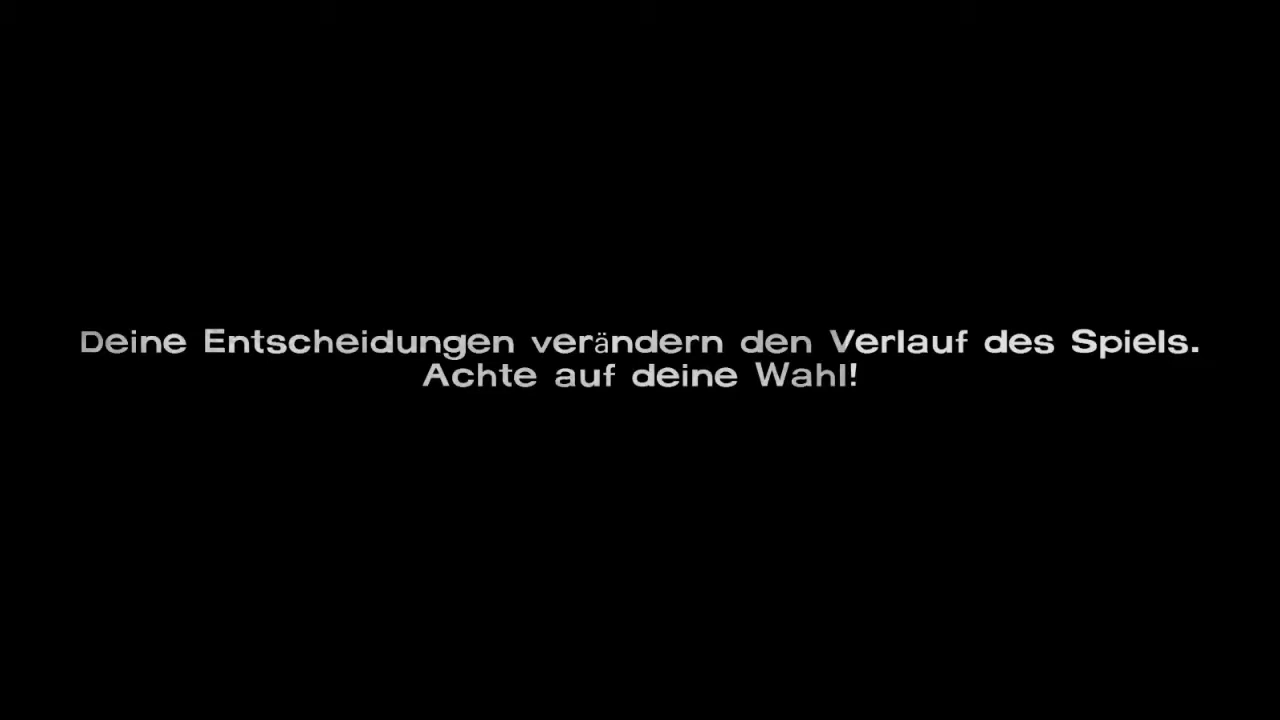 Deine Entscheidungen verändern den Verlauf des Spiels.
Achte auf deine Wahl!